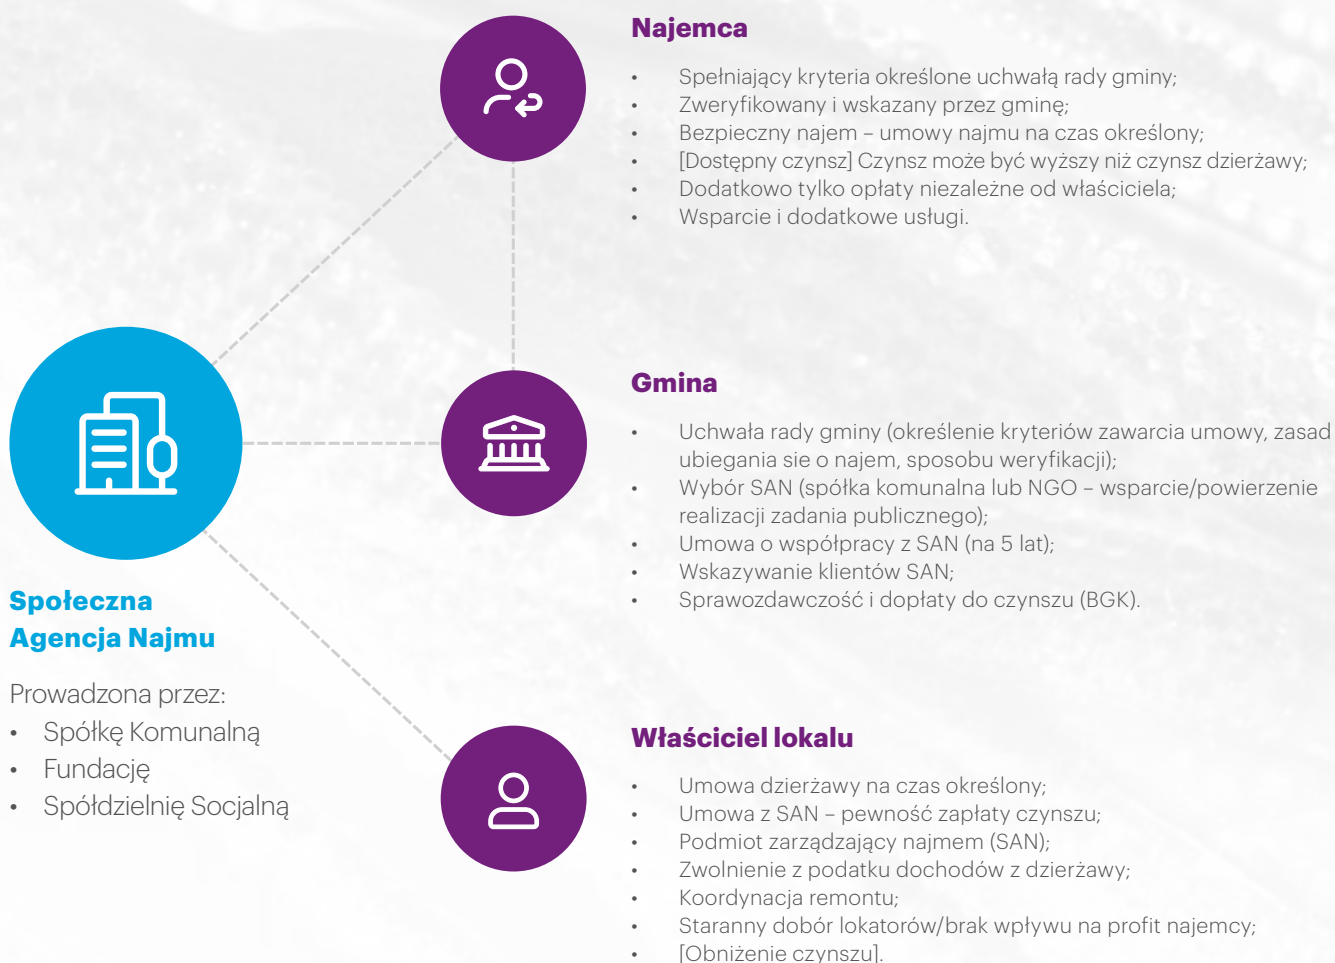 Najemca
• Spełniający kryteria określone uchwałą rady gminy;
• Zweryfikowany i wskazany przez gminę;
• Bezpieczny najem – umowy najmu na czas określony;
• [Dostępny czynsz] Czynsz może być wyższy niż czynsz dzierżawy;
• Dodatkowo tylko opłaty niezależne od właściciela;
• Wsparcie i dodatkowe usługi.
Gmina
• Uchwała rady gminy (określenie kryteriów zawarcia umowy, zasad
ubiegania sie o najem, sposobu weryfikacji);
• Wybór SAN (spółka komunalna lub NGO – wsparcie/powierzenie
realizacji zadania publicznego);
• Umowa o współpracy z SAN (na 5 lat);
• Wskazywanie klientów SAN;
• Sprawozdawczość i dopłaty do czynszu (BGK).
Społeczna
Agencja Najmu
Prowadzona przez:
• Spółkę Komunalną
• Fundację
• Spółdzielnię Socjalną
Właściciel lokalu
• Umowa dzierżawy na czas określony;
• Umowa z SAN – pewność zapłaty czynszu;
• Podmiot zarządzający najmem (SAN);
• Zwolnienie z podatku dochodów z dzierżawy;
• Koordynacja remontu;
• Staranny dobór lokatorów/brak wpływu na profit najemcy;
• [Obniżenie czynszu].